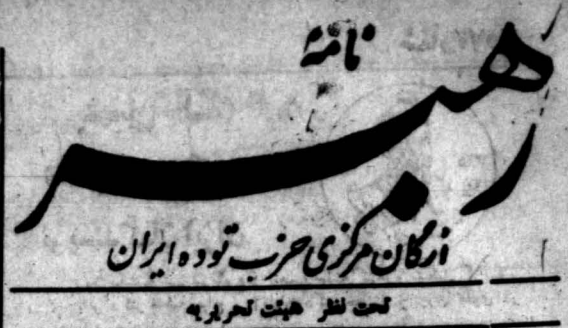 نامهٔ
رهبر
ارگان مرکزی حزب توده ایران
تحت نظر هیئت تحریریه